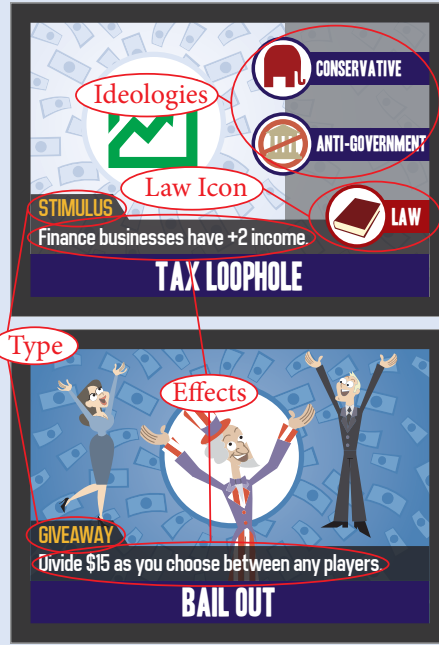 CONSERVATIVE
Ideologies
ANTI-GOVERNMENT
Law Icon
STIMULUS
LAW
Finance businesses have +2 income.
TAX LOOPHOLE
Type
Effects
GIVEAWAY
Divide $15 as you choose between any players.
BAIL OUT